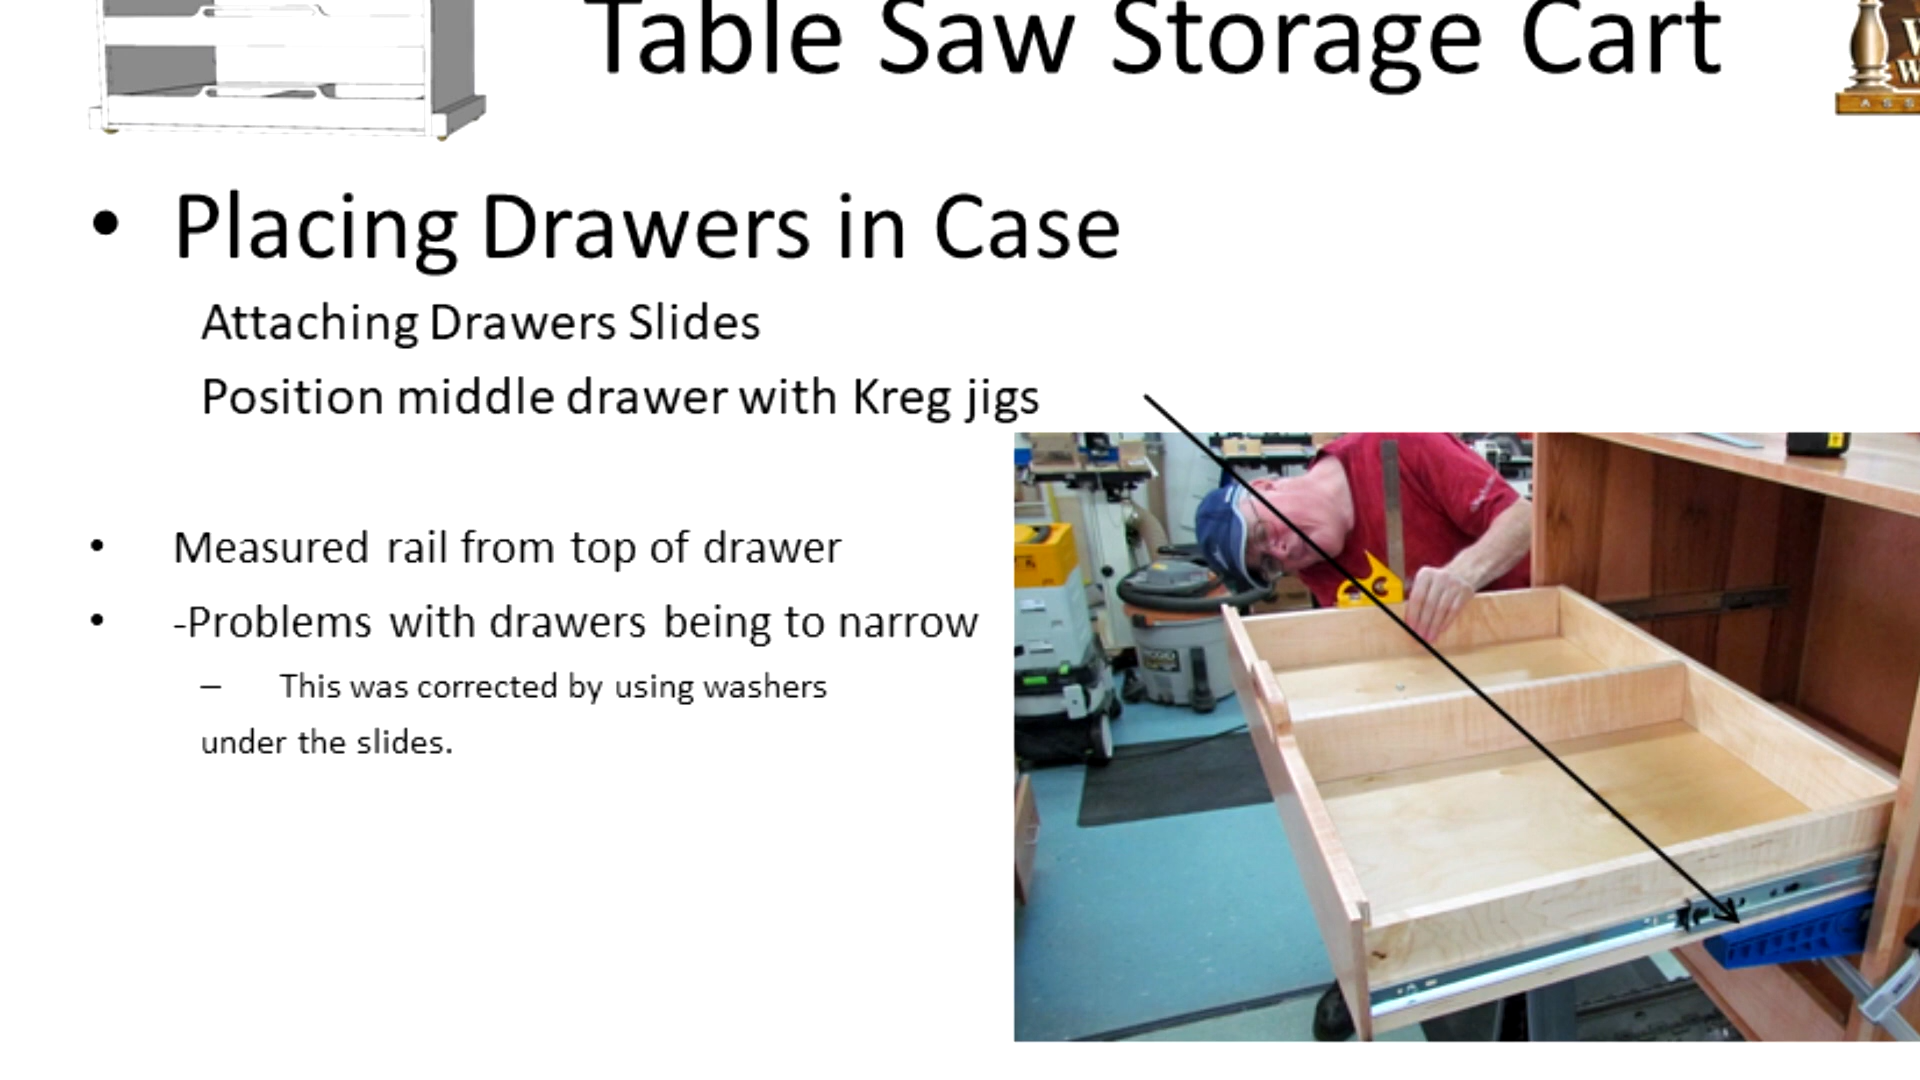 Table Saw Storage Cart
• Placing Drawers in Case
Attaching Drawers Slides
Position middle drawer with Kreg jigs
• Measured rail from top of drawer
• -Problems with drawers being to narrow
– This was corrected by using washers
under the slides.